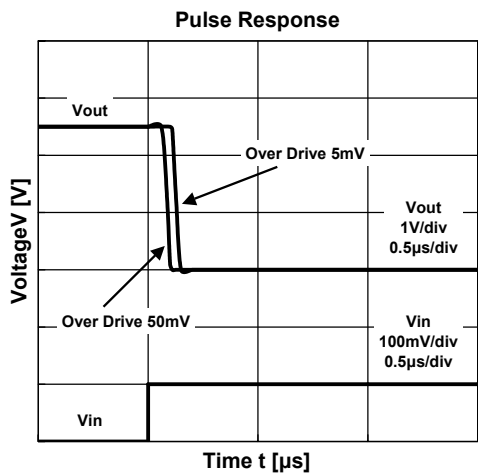 Pulse Response
Vout
Over Drive 5mV
Vout
1V/div
0.5µs/div
Over Drive 50mV
Vin
100mV/div
0.5µs/div
Vin
VoltageV [V]
Time t [µs]